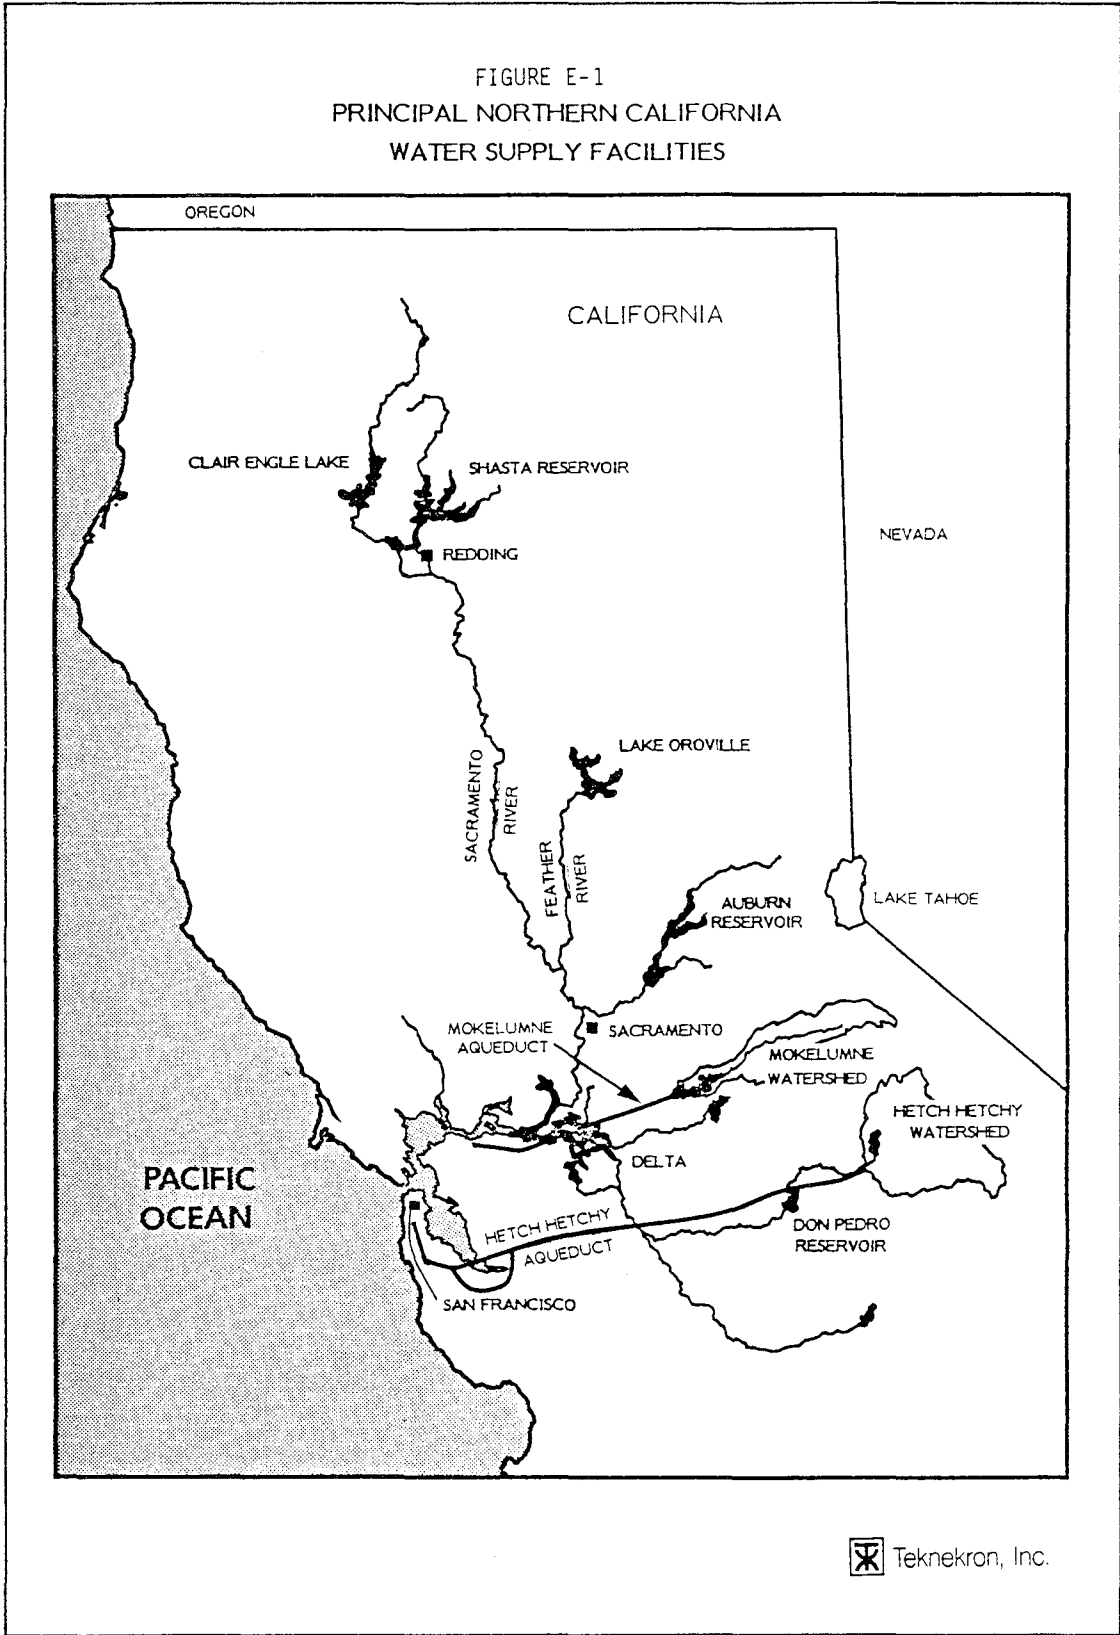 FIGURE E-1
PRINCIPAL NORTHERN CALIFORNIA
WATER SUPPLY FACILITIES
OREGON
CALIFORNIA
CLAIR ENGLE LAKE
SHASTA RESERVOIR
NEVADA
REDDING
LAKE OROVILLE
SACRAMENTO
RIVER
FEATHER
RIVER
AUBURN
RESERVOIR
LAKE TAHOE
MOKELUMNE
AQUEDUCT
SACRAMENTO
MOKELUMNE
WATERSHED
HETCH HETCHY
WATERSHED
DELTA
PACIFIC
OCEAN
HETCH HETCHY
AQUEDUCT
DON PEDRO
RESERVOIR
SAN FRANCISCO
Teknekron, Inc.